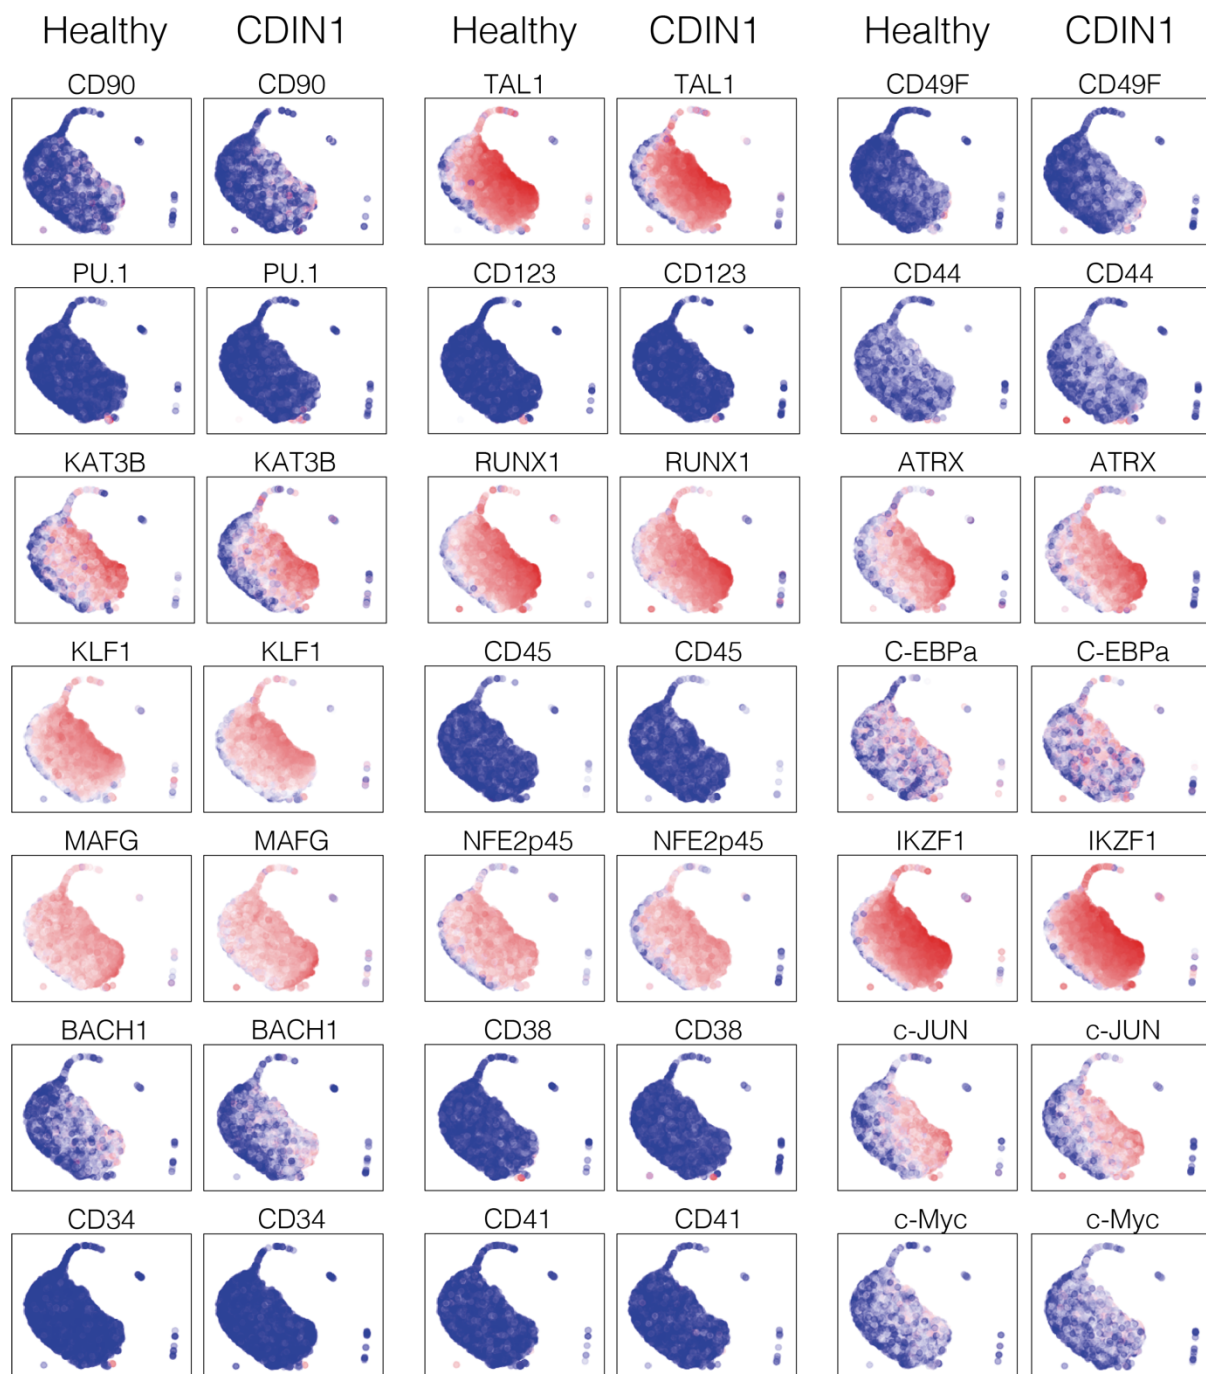 Healthy CDIN1 Healthy CDIN1 Healthy CDIN1
CD90 CD90 TAL1 TAL1 CD49F CD49F
PU.1 PU.1 CD123 CD123 CD44 CD44
KAT3B KAT3B RUNX1 RUNX1 ATRX ATRX
KLF1 KLF1 CD45 CD45 C-EBPa C-EBPa
MAFG MAFG NFE2p45 NFE2p45 IKZF1 IKZF1
BACH1 BACH1 CD38 CD38 c-JUN c-JUN
CD34 CD34 CD41 CD41 c-Myc c-Myc